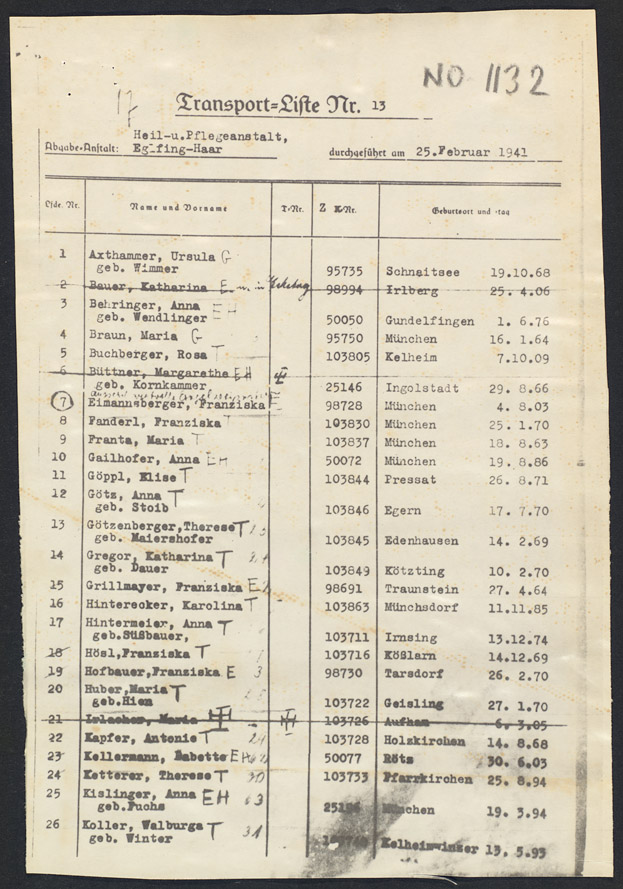 NO 1132
17
Transport-Liste Nr. 13
Heil-u.Pflegeanstalt,
Abgabe-Anstalt: Eglfing-Haar
durchgeführt am 25.Februar 1941
Lfde. Nr. Name und Vorname T-Nr. Z K-Nr. Geburtsort und -tag
1 Axthammer, Ursula G
geb. Wimmer 95735 Schnaitsee 19.10.68
2 Bauer, Katharina E 98994 Irlberg 25. 4.06
3 Behringer, Anna EH
geb. Wendlinger 50050 Gundelfingen 1. 6.76
4 Braun, Maria G 95750 München 16. 1.64
5 Buchberger, Rosa T 103805 Kelheim 7.10.09
6 Büttner, Margarethe EH
geb. Kornkammer 25146 Ingolstadt 29. 8.66
7 Eimannsberger, Franziska E 98728 München 4. 8.03
8 Fanderl, Franziska T 103830 München 25. 1.70
9 Franta, Maria T 103837 München 18. 8.63
10 Gailhofer, Anna EH 50072 München 19. 8.86
11 Göppl, Elise T 103844 Pressat 26. 8.71
12 Götz, Anna T
geb. Stoib 103846 Egern 17. 7.70
13 Götzenberger,Therese T
geb. Maiershofer 103845 Edenhausen 14. 2.69
14 Gregor, Katharina T
geb. Dauer 103849 Kötzting 10. 2.70
15 Grillmayer, Franziska E 98691 Traunstein 27. 4.64
16 Hinterecker, Karolina T 103863 Münchsdorf 11.11.85
17 Hintermeier, Anna T
geb.Süßbauer, 103711 Irnsing 13.12.74
18 Hösl,Franziska T 103716 Kößlarn 14.12.69
19 Hofbauer,Franziska E 3 98730 Tarsdorf 26. 2.70
20 Huber,Maria T
geb.Hien 103722 Geisling 27. 1.70
21 Irlacher, Maria 103726 Aufham 6. 3.05
22 Kapfer, Antonie T 103728 Holzkirchen 14. 8.68
23 Kellermann, Babette EH 50077 Rötz 30. 6.03
24 Ketterer, Therese T 30 103733 Pfarrkirchen 25. 8.94
25 Kislinger, Anna EH 63
geb.Fuchs München 19. 3.94
26 Koller, Walburga T 31
geb. Winter Kelheimwinzer 13. 5.93